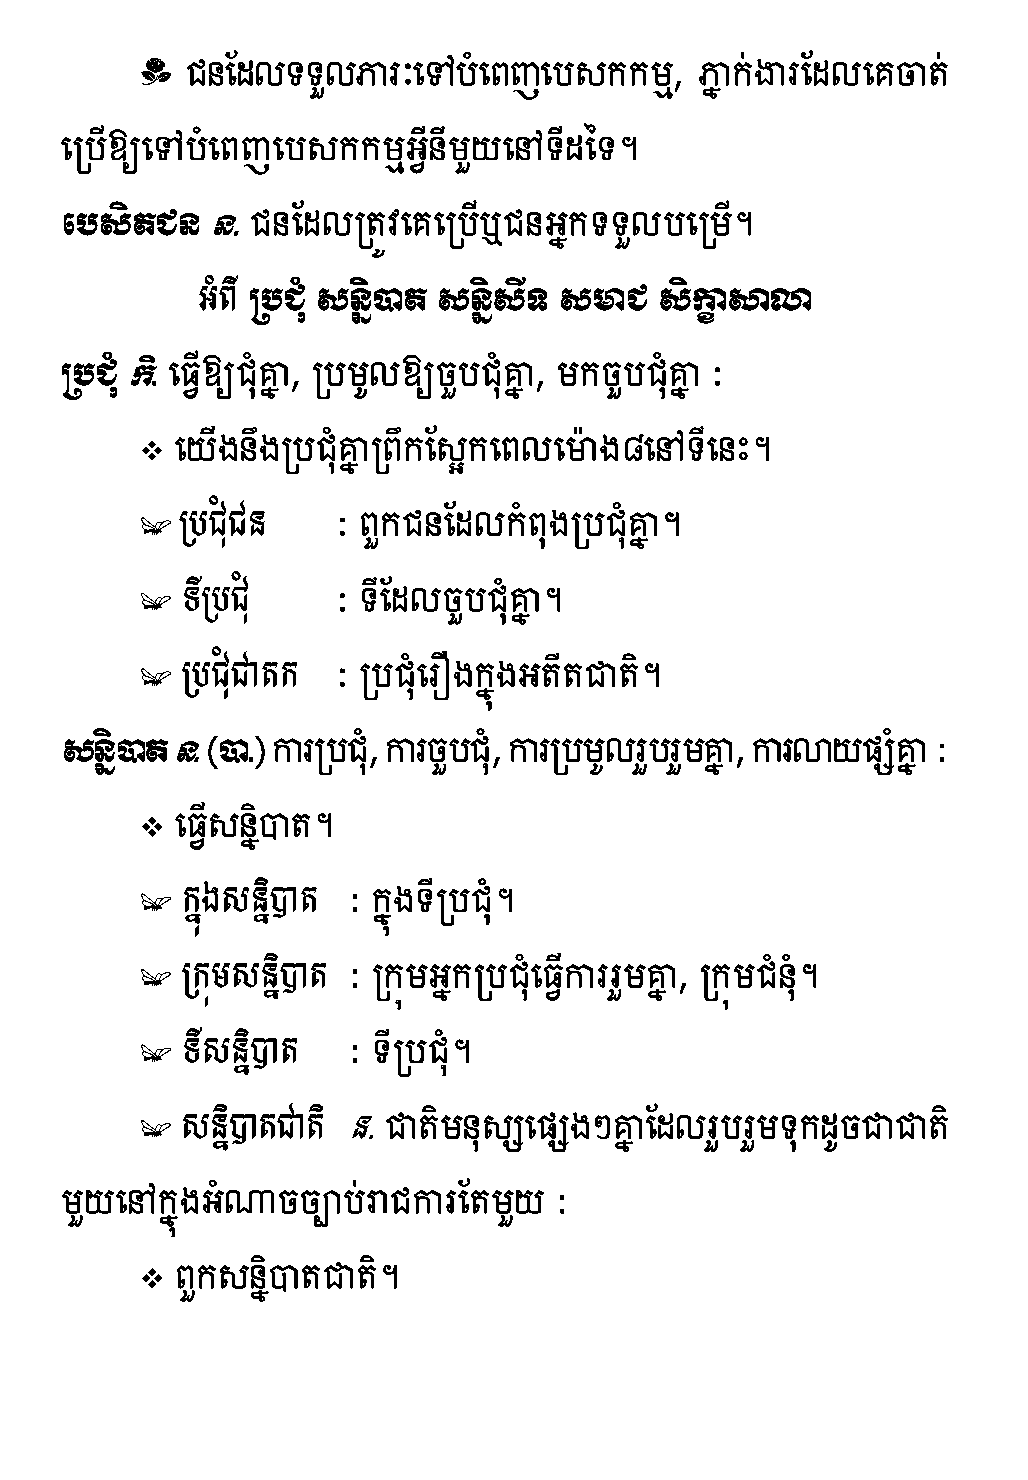 ជនដែលទទួលភារៈទៅបំពេញបេសកកម្ម, ភ្នាក់ងារដែលគេចាត់
ប្រើឱ្យទៅបំពេញបេសកកម្មអ្វីនីមួយនៅទីដទៃ។
បេសិតជន ន. ជនដែលត្រូវគេប្រើឬជនអ្នកទទួលបម្រើ។
អំពី ប្រជុំ សន្និបាត សន្និសីទ សមាជ សិក្ខាសាលា
ប្រជុំ កិ. ធ្វើឱ្យជុំគ្នា, ប្រមូលឱ្យចួបជុំគ្នា, មកចួបជុំគ្នា :
❖ យើងនឹងប្រជុំគ្នាព្រឹកស្អែកពេលម៉ោង៨នៅទីនេះ។
ប្រជុំជន : ពួកជនដែលកំពុងប្រជុំគ្នា។
ទីប្រជុំ : ទីដែលចួបជុំគ្នា។
ប្រជុំជាតក : ប្រជុំរឿងក្នុងអតីតជាតិ។
សន្និបាត ន. (បា.) ការប្រជុំ, ការចួបជុំ, ការប្រមូលរួបរួមគ្នា, ការលាយផ្សំគ្នា :
❖ ធ្វើសន្និបាត។
ក្នុងសន្និបាត : ក្នុងទីប្រជុំ។
ក្រុមសន្និបាត : ក្រុមអ្នកប្រជុំធ្វើការរួមគ្នា, ក្រុមជំនុំ។
ទីសន្និបាត : ទីប្រជុំ។
សន្និបាតជាតិ ន. ជាតិមនុស្សផ្សេងៗគ្នាដែលរួបរួមទុកដូចជាជាតិ
មួយនៅក្នុងអំណាចច្បាប់រាជការតែមួយ :
❖ ពួកសន្និបាតជាតិ។